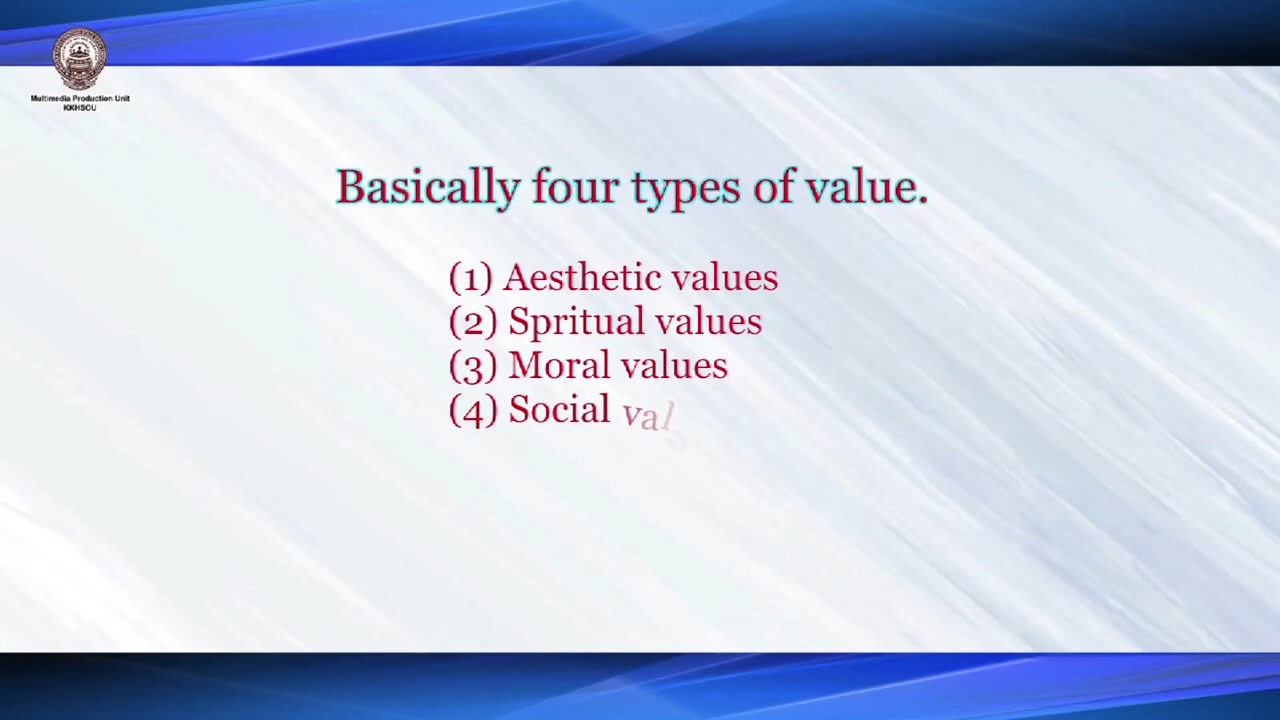 Multimedia Production Unit
KKHSOU
Basically four types of value.
(1) Aesthetic values
(2) Spritual values
(3) Moral values
(4) Social val